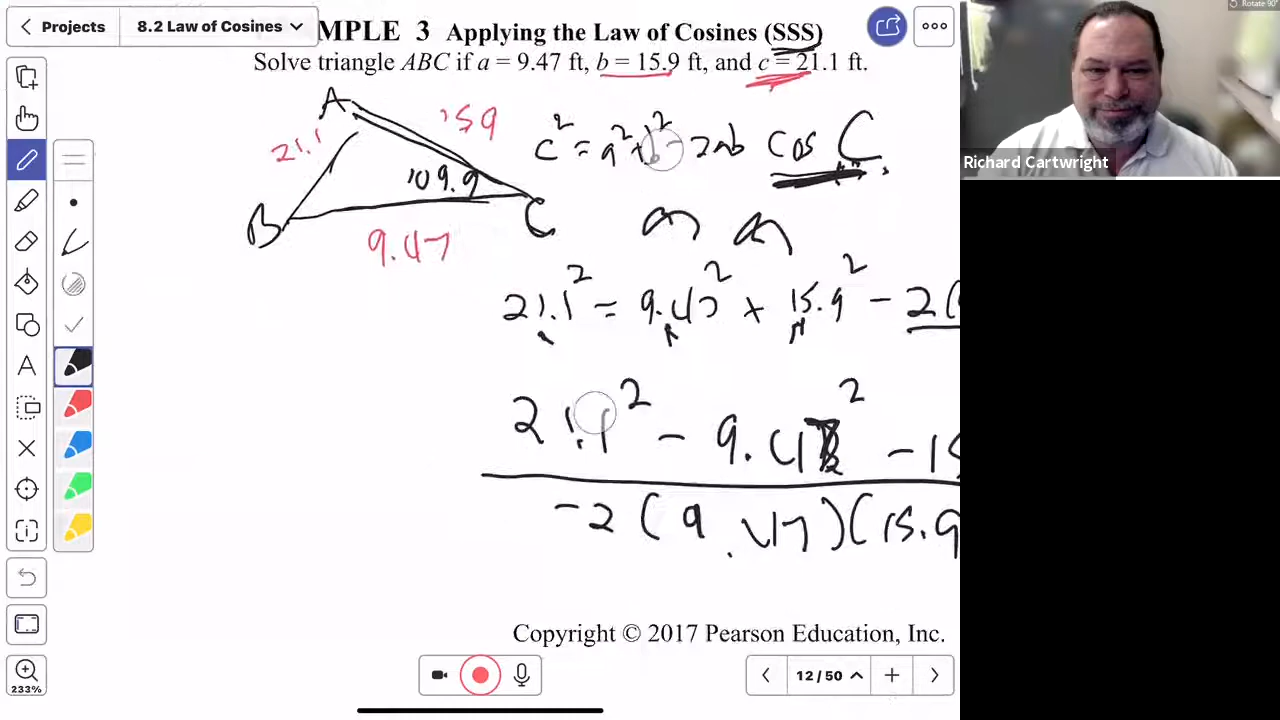 Projects
8.2 Law of Cosines
MPLE 3 Applying the Law of Cosines (SSS)
Solve triangle ABC if a = 9.47 ft, b = 15.9 ft, and c = 21.1 ft.
Rotate 90°
Richard Cartwright
A
21.1
159
109.9
B
C
9.47
c² = a² + b² - 2ab cos C
21.1² = 9.47² × 15.9² - 2(
21.1² - 9.47² - 15
-2(9.47)(15.9
A
233%
Copyright © 2017 Pearson Education, Inc.
12/50